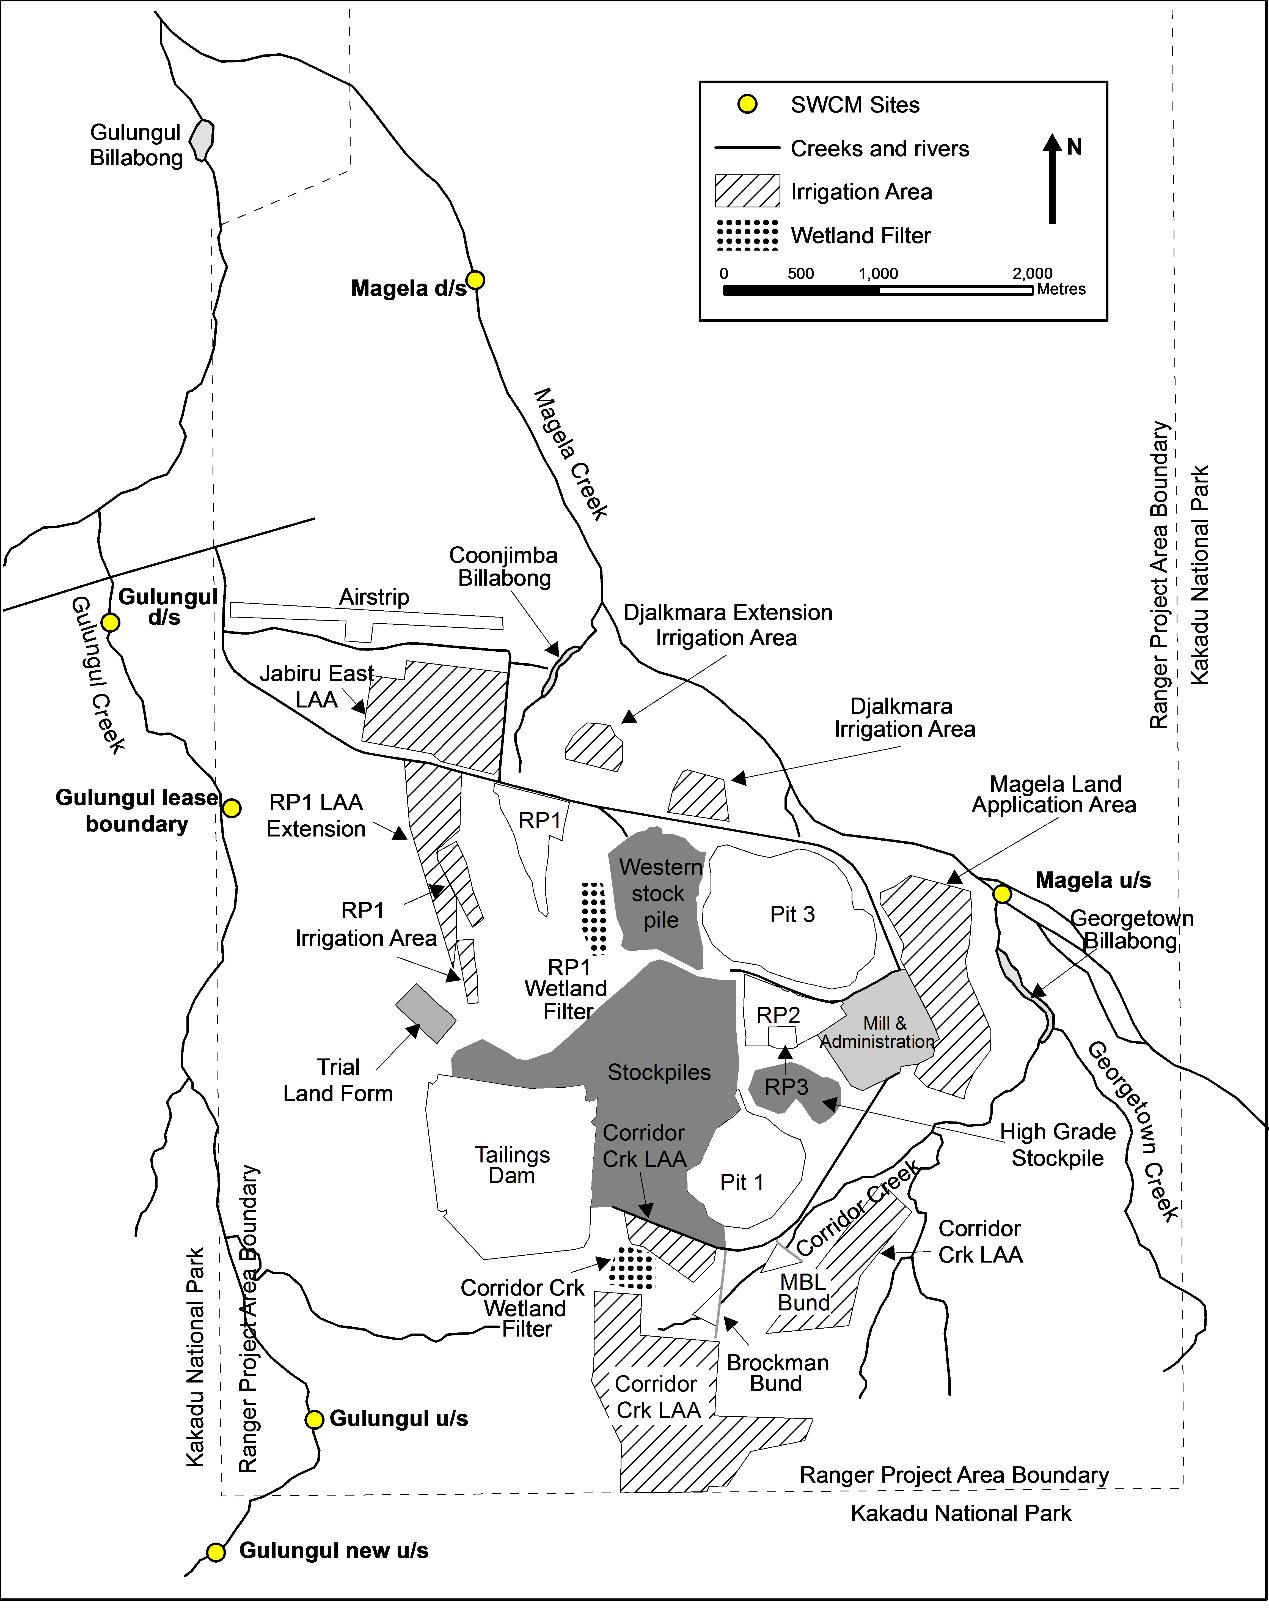 SWCM Sites
Creeks and rivers
N
Irrigation Area
Wetland Filter
0 500 1,000 2,000
Metres
Gulungul
Billabong
Magela d/s
Magela Creek
Ranger Project Area Boundary
Kakadu National Park
Coonjimba
Billabong
Airstrip
Gulungul
d/s
Gulungul Creek
Djalkmara Extension
Irrigation Area
Jabiru East
LAA
Djalkmara
Irrigation Area
Gulungul lease
boundary
RP1 LAA
Extension
RP1
Magela Land
Application Area
Western
stock
pile
Pit 3
Magela u/s
RP1
Irrigation Area
Georgetown
Billabong
RP1
Wetland
Filter
RP2
Mill &
Administration
Trial
Land Form
Stockpiles
RP3
Georgetown Creek
High Grade
Stockpile
Corridor
Crk LAA
Tailings
Dam
Pit 1
Corridor Creek
Corridor
Crk LAA
Kakadu National Park
Ranger Project Area Boundary
Corridor Crk
Wetland
Filter
MBL
Bund
Brockman
Bund
Corridor
Crk LAA
Gulungul u/s
Ranger Project Area Boundary
Kakadu National Park
Gulungul new u/s